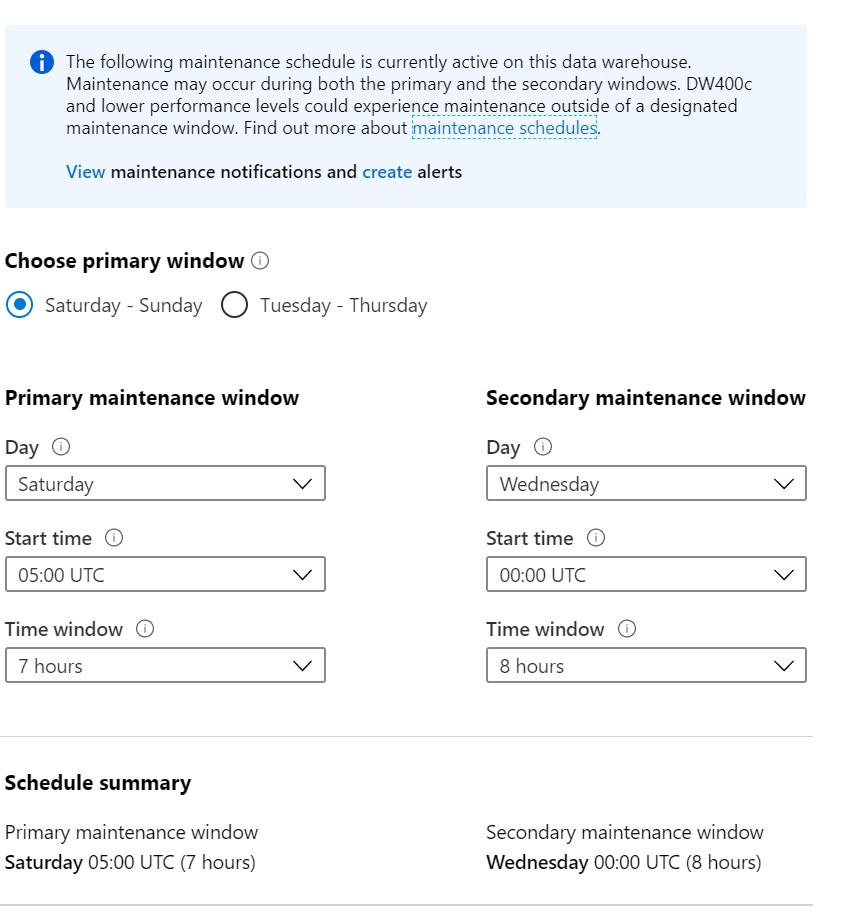 The following maintenance schedule is currently active on this data warehouse.
Maintenance may occur during both the primary and the secondary windows. DW400c
and lower performance levels could experience maintenance outside of a designated
maintenance window. Find out more about maintenance schedules.
View maintenance notifications and create alerts
Choose primary window
Saturday - Sunday Tuesday - Thursday
Primary maintenance window
Day
Saturday
Start time
05:00 UTC
Time window
7 hours
Secondary maintenance window
Day
Wednesday
Start time
00:00 UTC
Time window
8 hours
Schedule summary
Primary maintenance window
Saturday 05:00 UTC (7 hours)
Secondary maintenance window
Wednesday 00:00 UTC (8 hours)